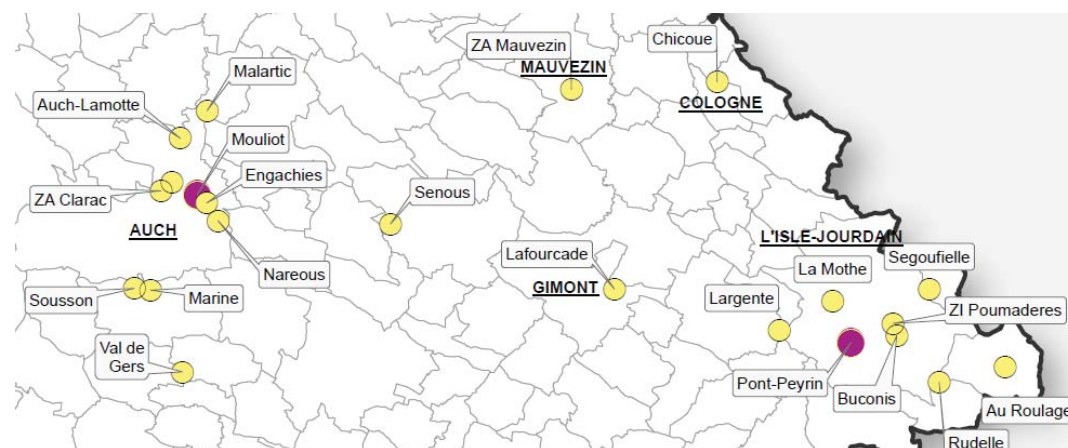 Chicoue
ZA Mauvezin
MAUVEZIN
Malartic
COLOGNE
Auch-Lamotte
Mouliot
Engachies
Senous
ZA Clarac
AUCH
L'ISLE-JOURDAIN
Lafourcade
Segoufielle
La Mothe
Nareous
GIMONT
Sousson
Marine
Largente
ZI Poumaderes
Val de
Gers
Pont-Peyrin
Buconis
Au Roulage
Rudelle